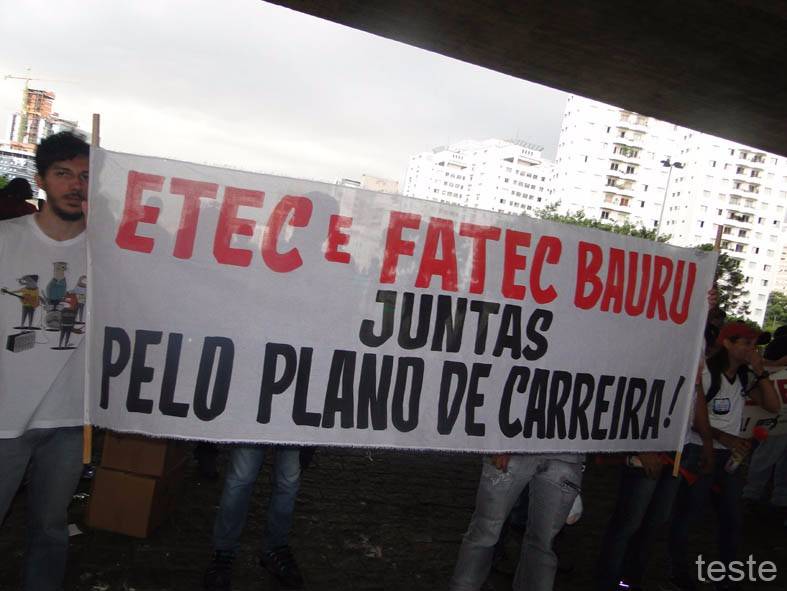 ETEC E FATEC BAURU
JUNTAS
PELO PLANO DE CARREIRA!
teste